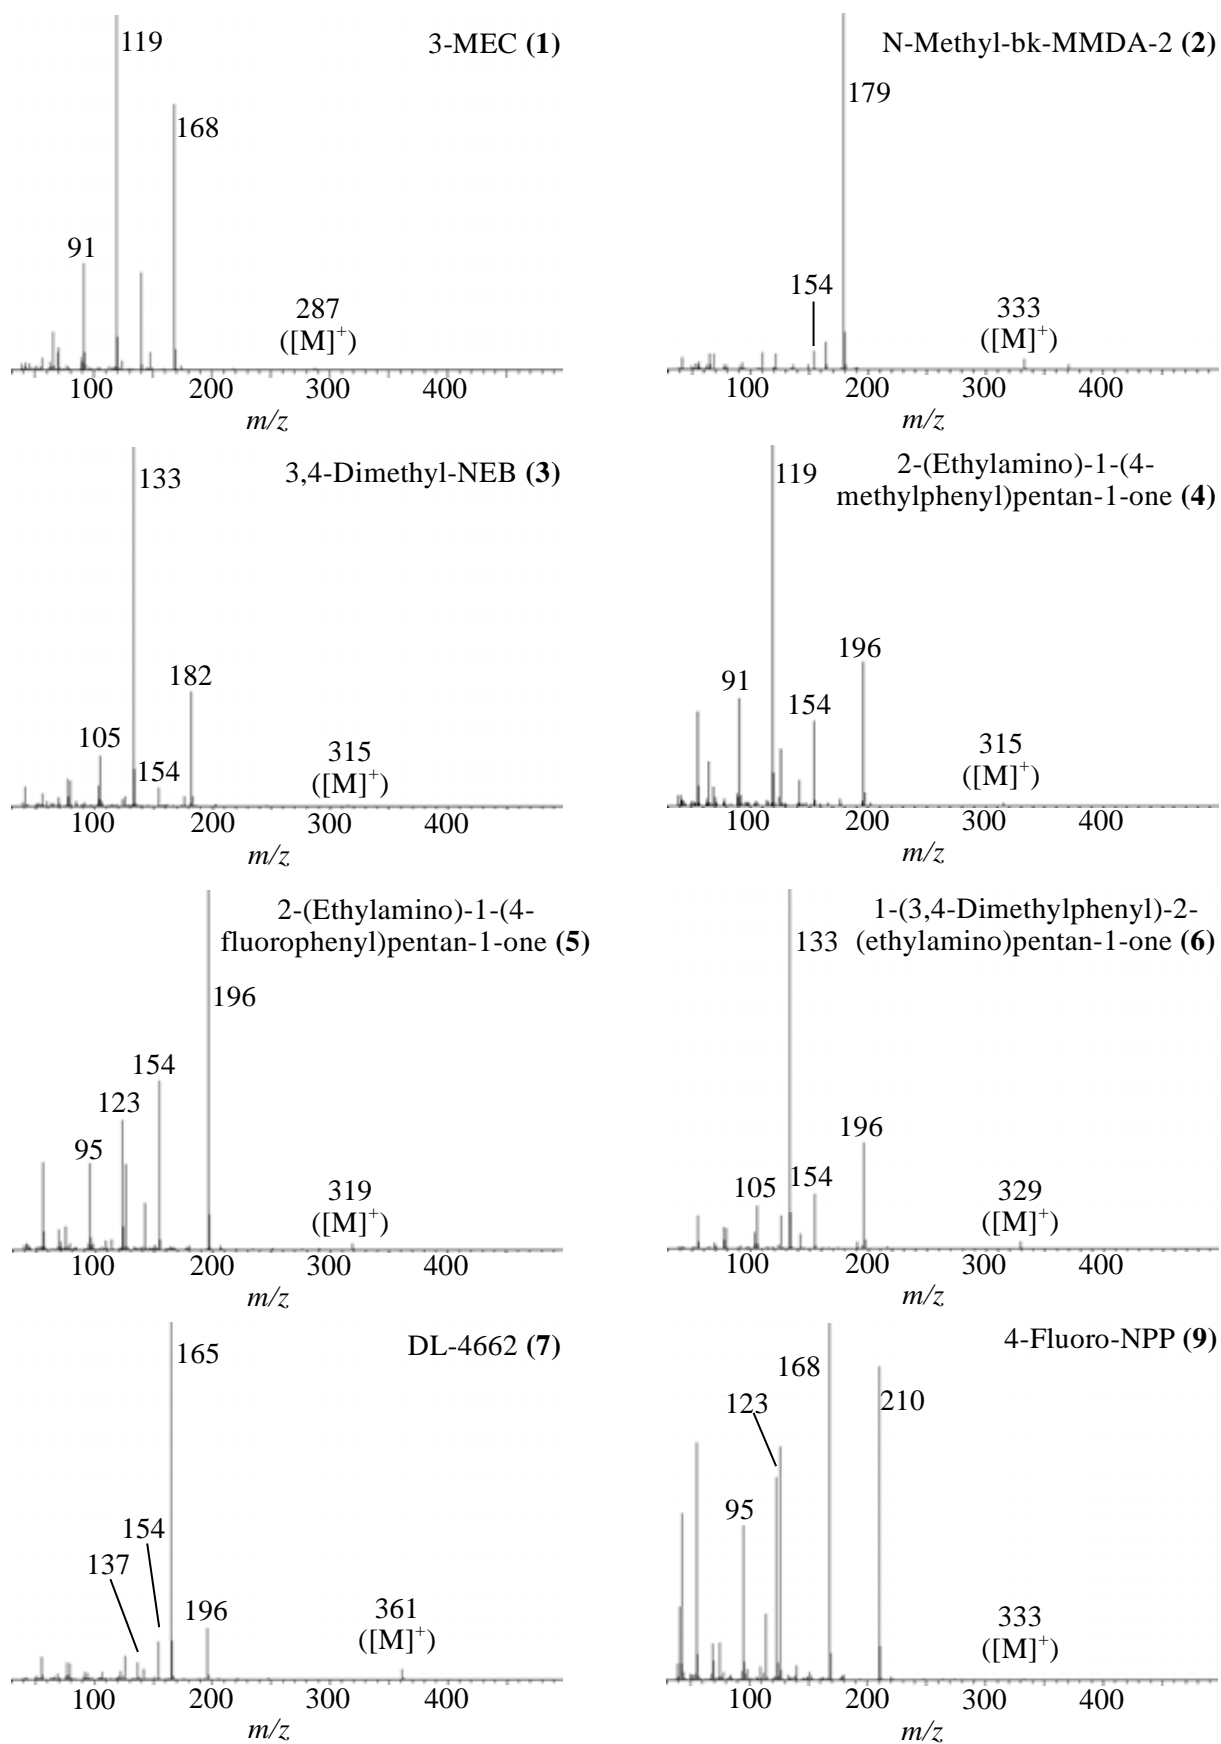 3-MEC (1)
119
168
91
287
([M]+)
100 200 300 400
m/z
N-Methyl-bk-MMDA-2 (2)
179
154
333
([M]+)
100 200 300 400
m/z
3,4-Dimethyl-NEB (3)
133
182
105
154
315
([M]+)
100 200 300 400
m/z
2-(Ethylamino)-1-(4-
methylphenyl)pentan-1-one (4)
119
196
91
154
315
([M]+)
100 200 300 400
m/z
2-(Ethylamino)-1-(4-
fluorophenyl)pentan-1-one (5)
196
154
123
95
319
([M]+)
100 200 300 400
m/z
1-(3,4-Dimethylphenyl)-2-
(ethylamino)pentan-1-one (6)
133
196
154
105
329
([M]+)
100 200 300 400
m/z
DL-4662 (7)
165
154
137
196
361
([M]+)
100 200 300 400
m/z
4-Fluoro-NPP (9)
168
123
210
95
333
([M]+)
100 200 300 400
m/z